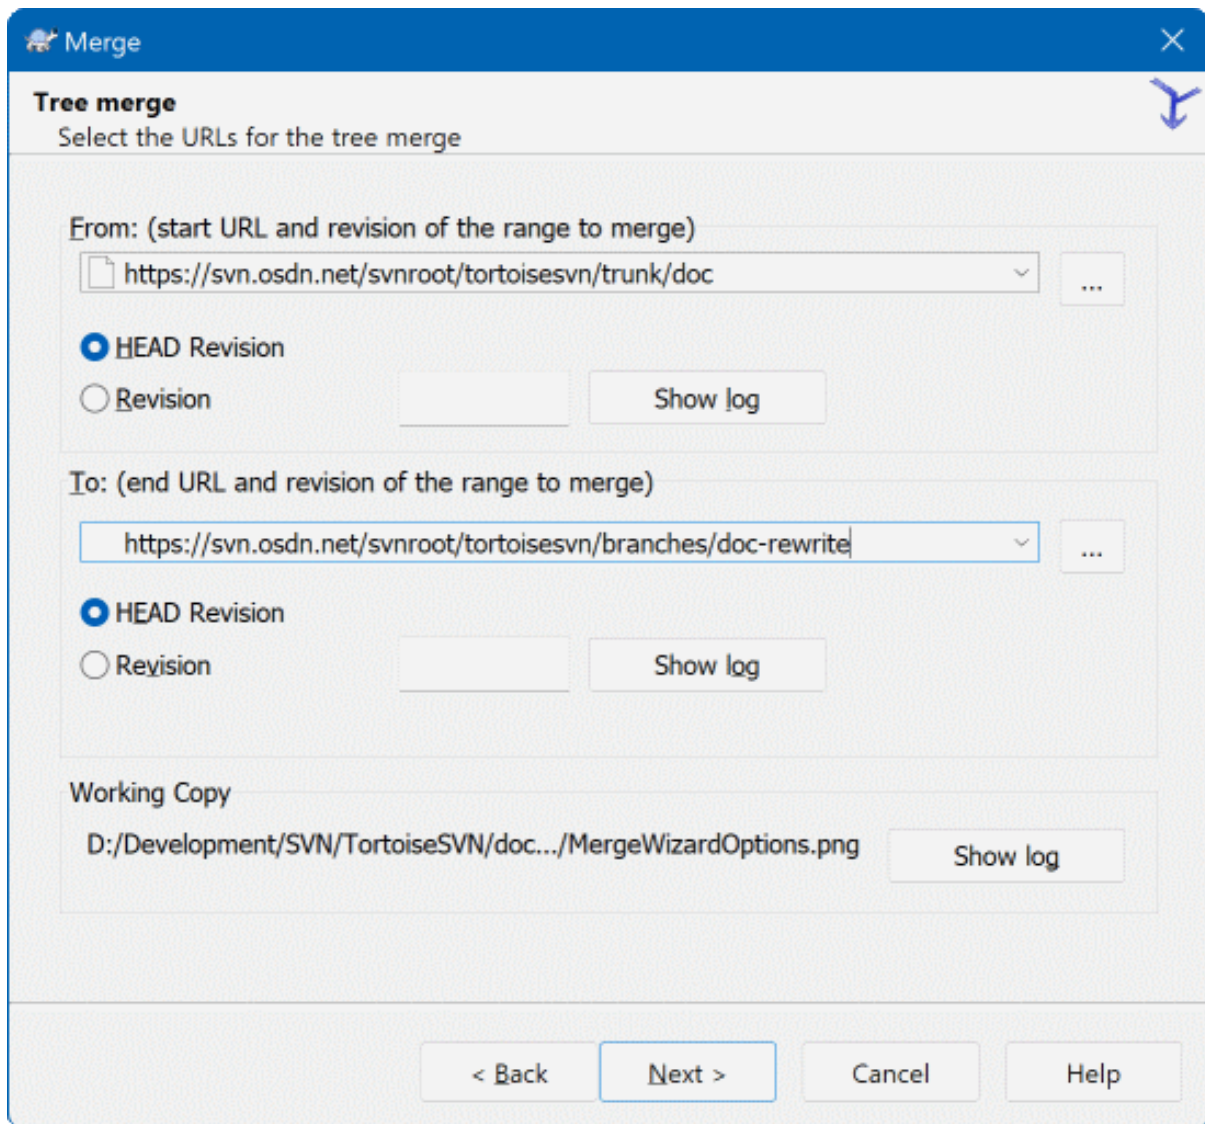 Merge
Tree merge
Select the URLs for the tree merge
From: (start URL and revision of the range to merge)
https://svn.osdn.net/svnroot/tortoisesvn/trunk/doc
...
HEAD Revision
Revision
Show log
To: (end URL and revision of the range to merge)
https://svn.osdn.net/svnroot/tortoisesvn/branches/doc-rewrite
...
HEAD Revision
Revision
Show log
Working Copy
D:/Development/SVN/TortoiseSVN/doc.../MergeWizardOptions.png
Show log
< Back
Next >
Cancel
Help